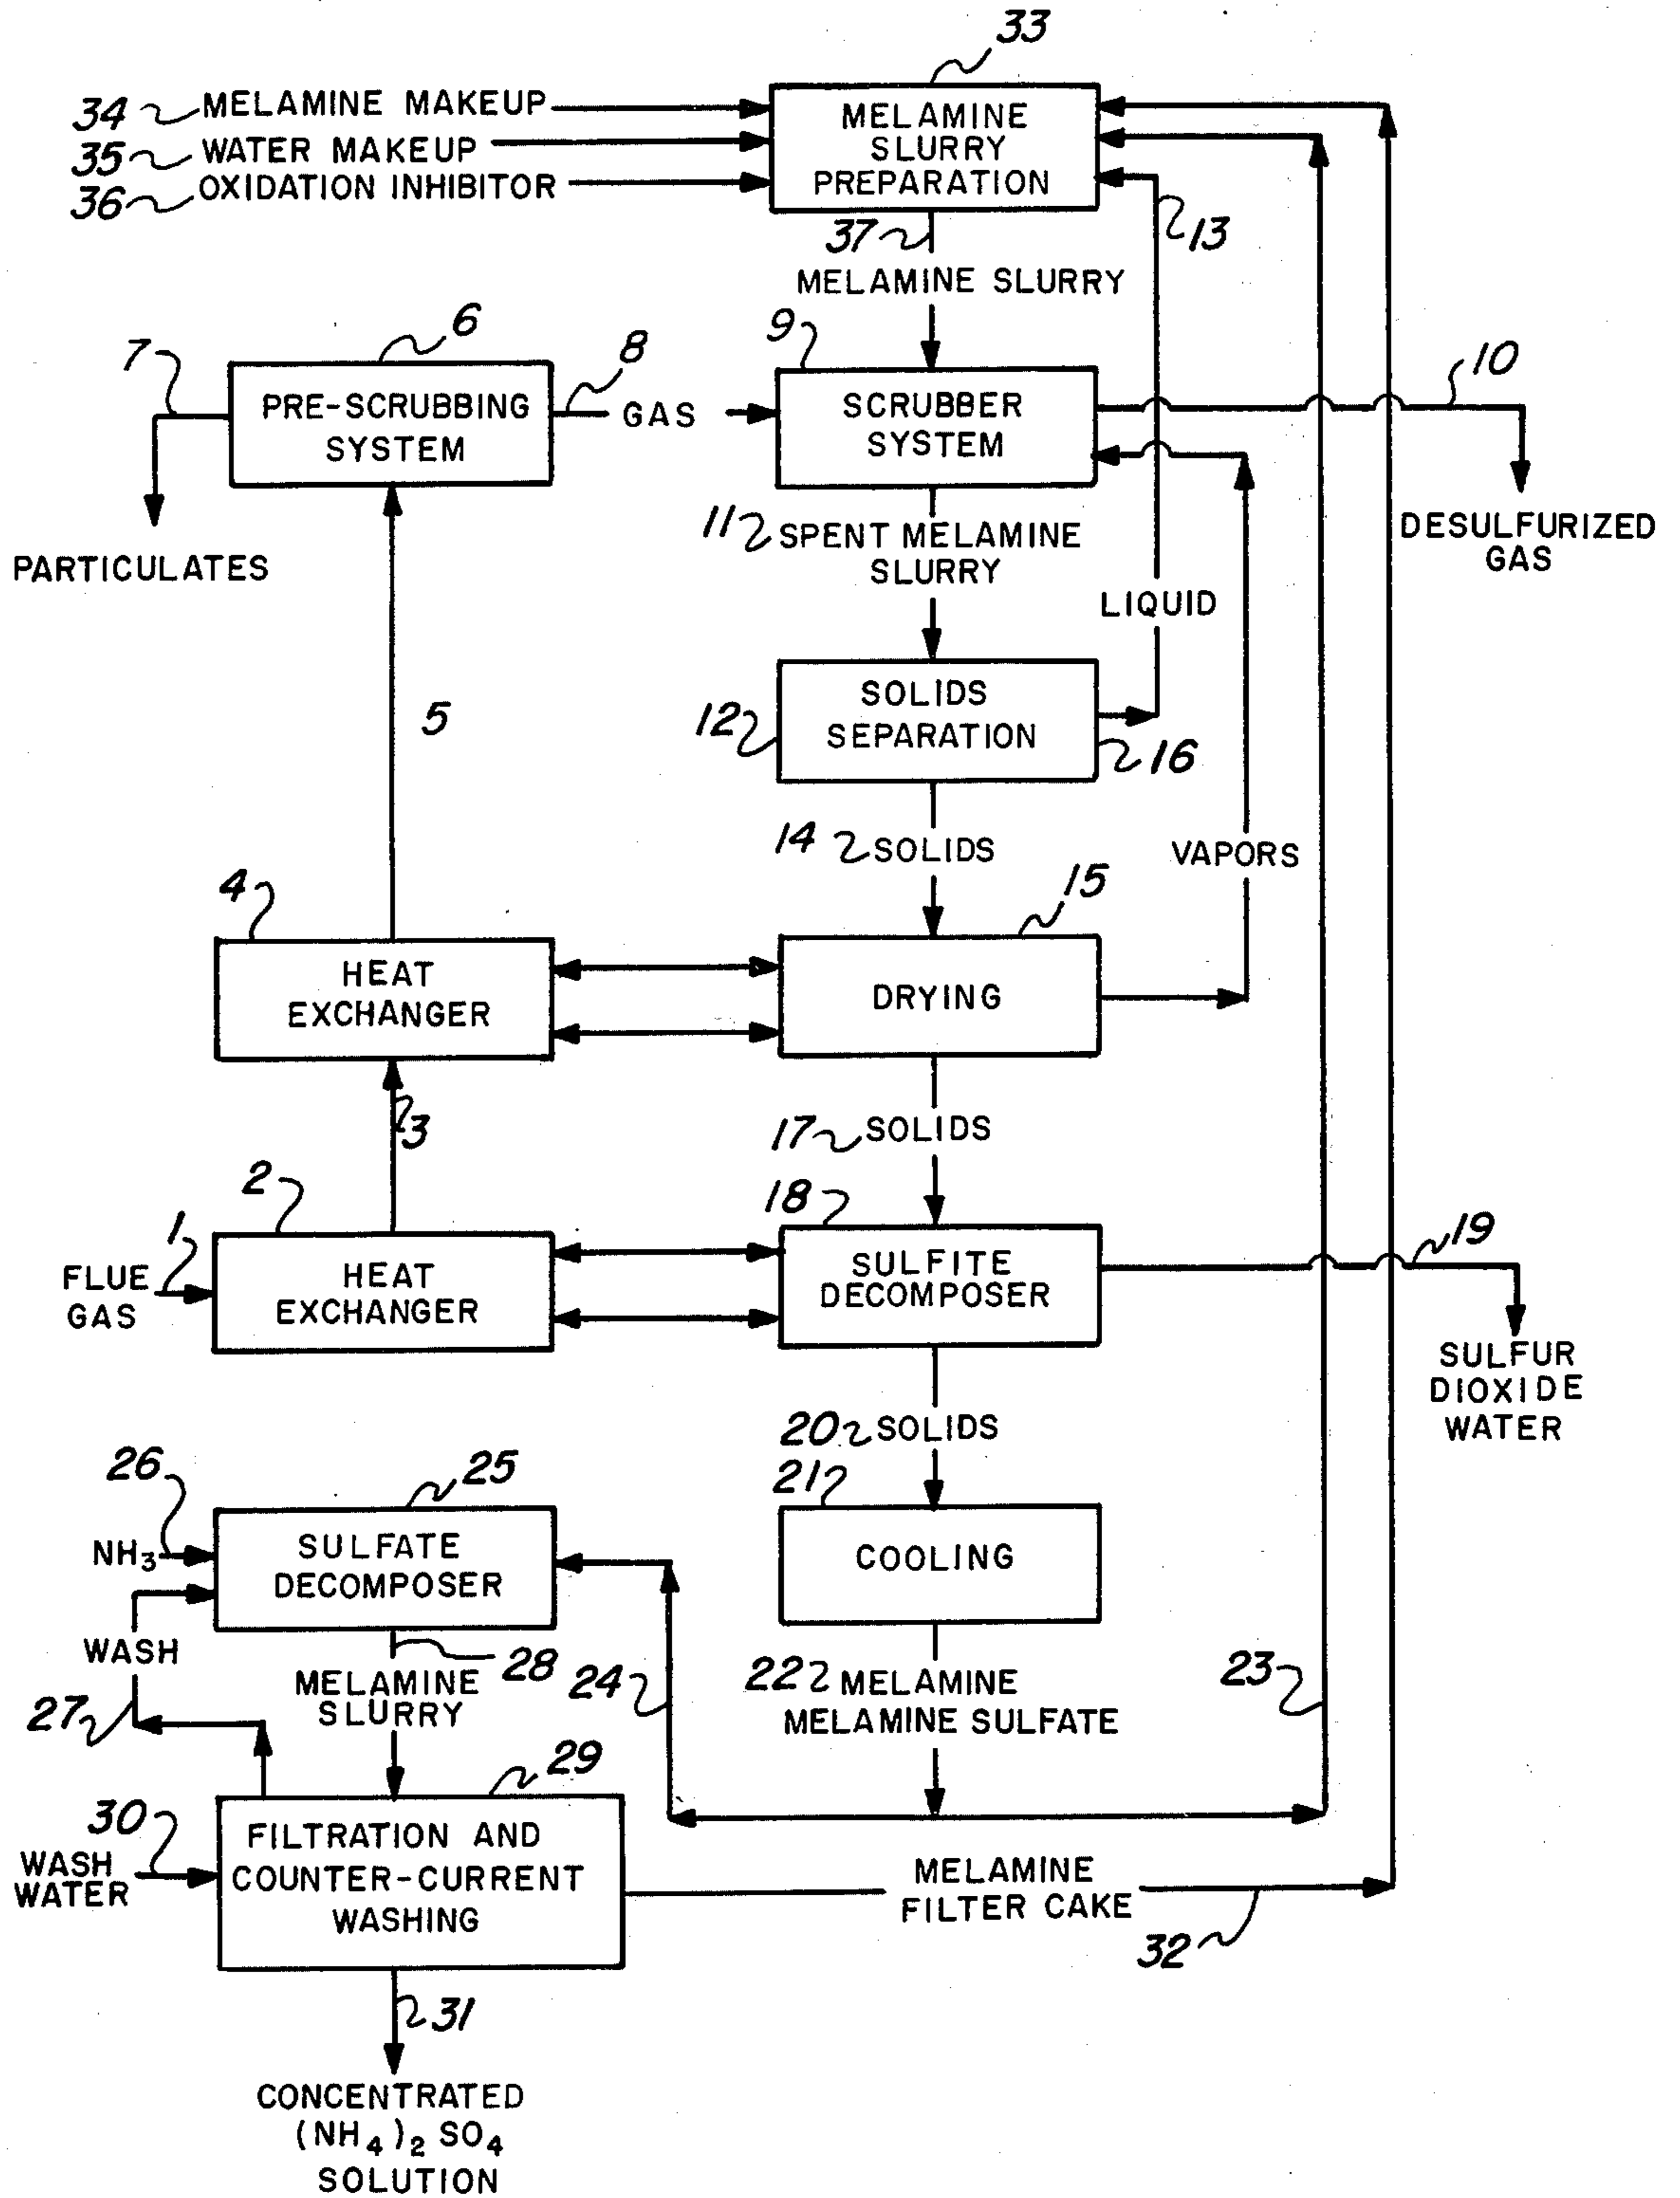 33
34 MELAMINE MAKEUP
35 WATER MAKEUP
36 OXIDATION INHIBITOR
MELAMINE
SLURRY
PREPARATION
37
13
MELAMINE SLURRY
6
7
8
9
10
PRE-SCRUBBING
SYSTEM
GAS
SCRUBBER
SYSTEM
PARTICULATES
DESULFURIZED
GAS
11 SPENT MELAMINE
SLURRY
LIQUID
5
12
SOLIDS
SEPARATION
16
14 SOLIDS
VAPORS
4
15
HEAT
EXCHANGER
DRYING
3
17 SOLIDS
2
18
19
1
FLUE
GAS
HEAT
EXCHANGER
SULFITE
DECOMPOSER
SULFUR
DIOXIDE
WATER
20 SOLIDS
26
25
21
NH3
SULFATE
DECOMPOSER
COOLING
WASH
28
MELAMINE
SLURRY
24
22 MELAMINE
MELAMINE SULFATE
23
27
29
30
WASH
WATER
FILTRATION AND
COUNTER-CURRENT
WASHING
MELAMINE
FILTER CAKE
32
31
CONCENTRATED
(NH4)2 SO4
SOLUTION